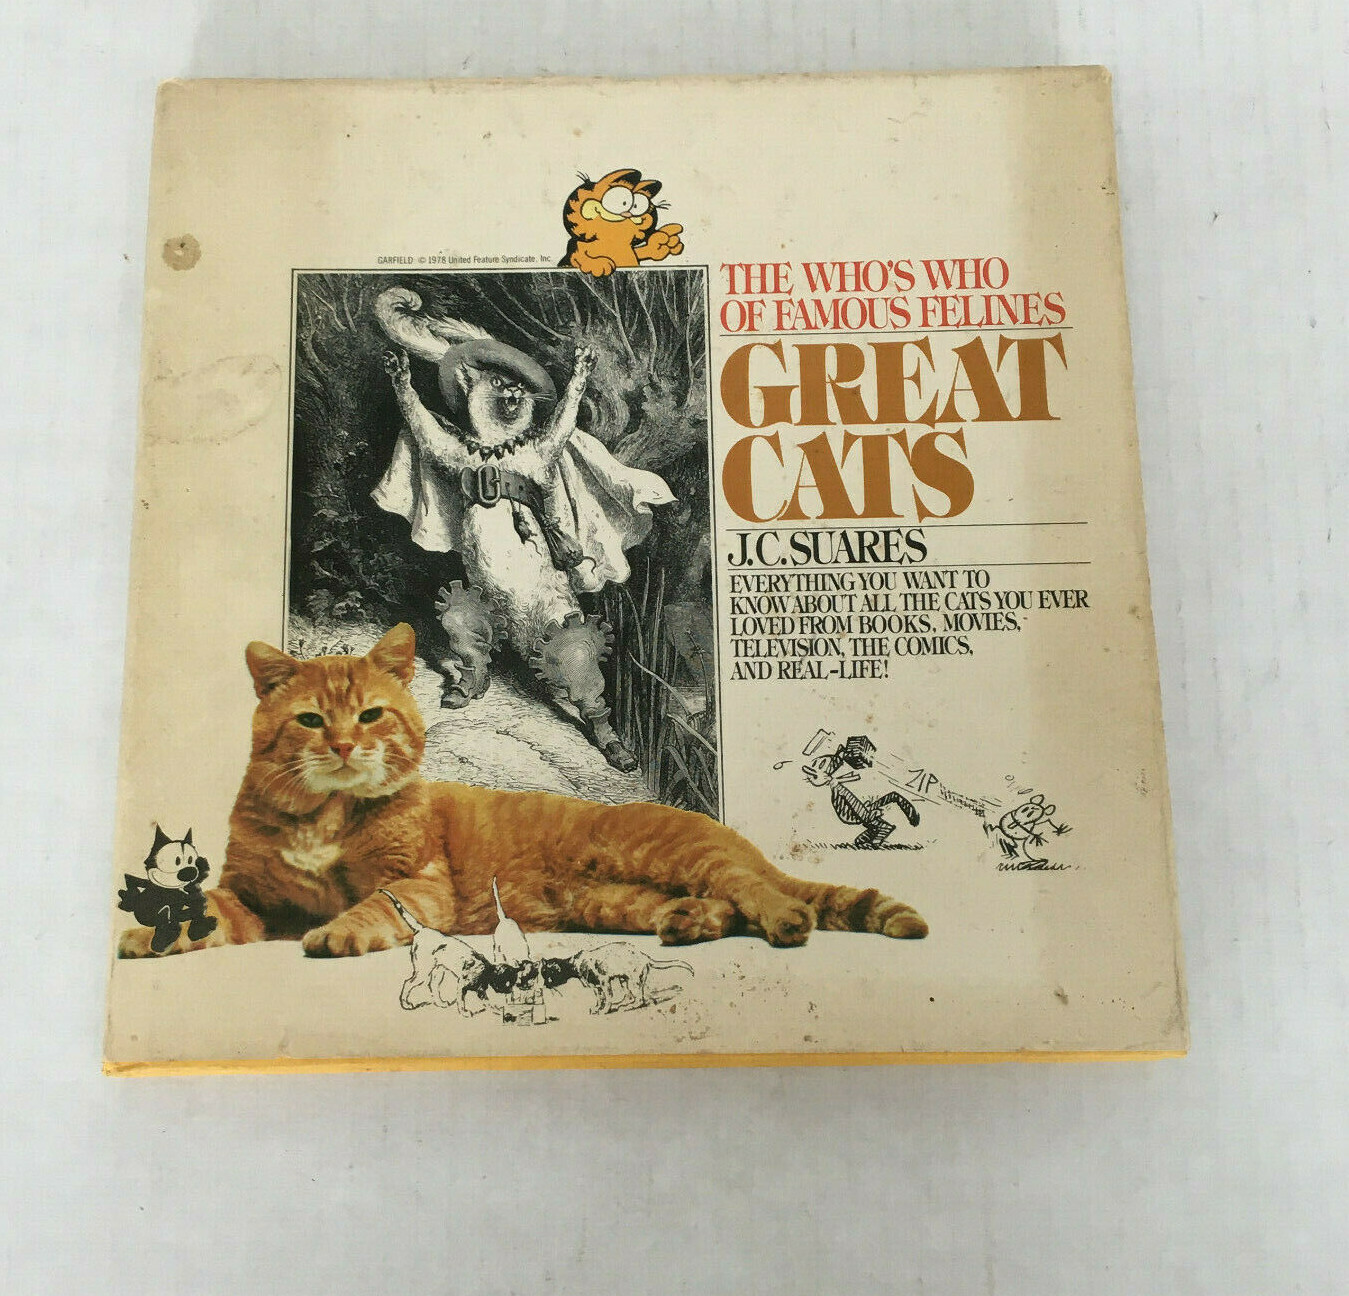 GARFIELD © 1978 United Feature Syndicate, Inc.
THE WHO'S WHO
OF FAMOUS FELINES
GREAT
CATS
J.C. SUARES
EVERYTHING YOU WANT TO
KNOW ABOUT ALL THE CATS YOU EVER
LOVED FROM BOOKS, MOVIES,
TELEVISION, THE COMICS,
AND REAL-LIFE!
ZIP